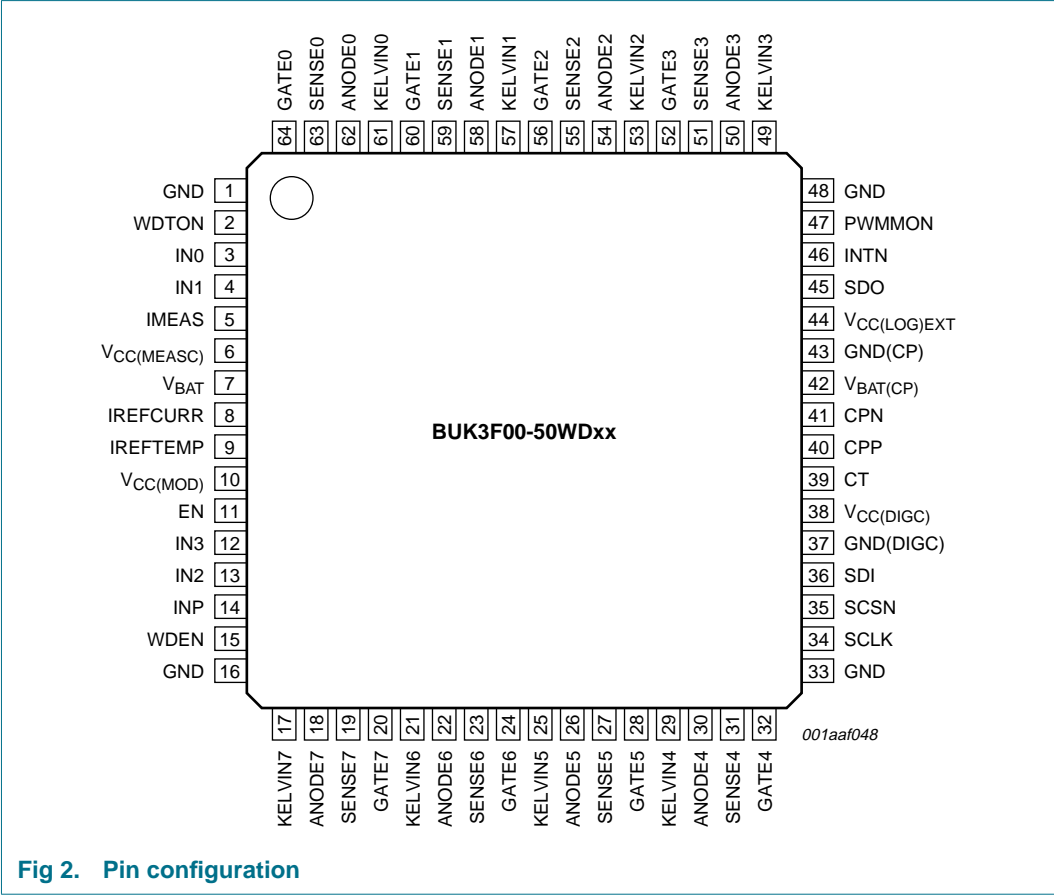 GATE0
SENSE0
ANODE0
KELVIN0
GATE1
SENSE1
ANODE1
KELVIN1
GATE2
SENSE2
ANODE2
KELVIN2
GATE3
SENSE3
ANODE3
KELVIN3
64
63
62
61
60
59
58
57
56
55
54
53
52
51
50
49
GND 1
WDTON 2
IN0 3
IN1 4
IMEAS 5
VCC(MEASC) 6
VBAT 7
IREFCURR 8
IREFTEMP 9
VCC(MOD) 10
EN 11
IN3 12
IN2 13
INP 14
WDEN 15
GND 16
BUK3F00-50WDxx
48 GND
47 PWMMON
46 INTN
45 SDO
44 VCC(LOG)EXT
43 GND(CP)
42 VBAT(CP)
41 CPN
40 CPP
39 CT
38 VCC(DIGC)
37 GND(DIGC)
36 SDI
35 SCSN
34 SCLK
33 GND
17
18
19
20
21
22
23
24
25
26
27
28
29
30
31
32
KELVIN7
ANODE7
SENSE7
GATE7
KELVIN6
ANODE6
SENSE6
GATE6
KELVIN5
ANODE5
SENSE5
GATE5
KELVIN4
ANODE4
SENSE4
GATE4
001aaf048
Fig 2. Pin configuration